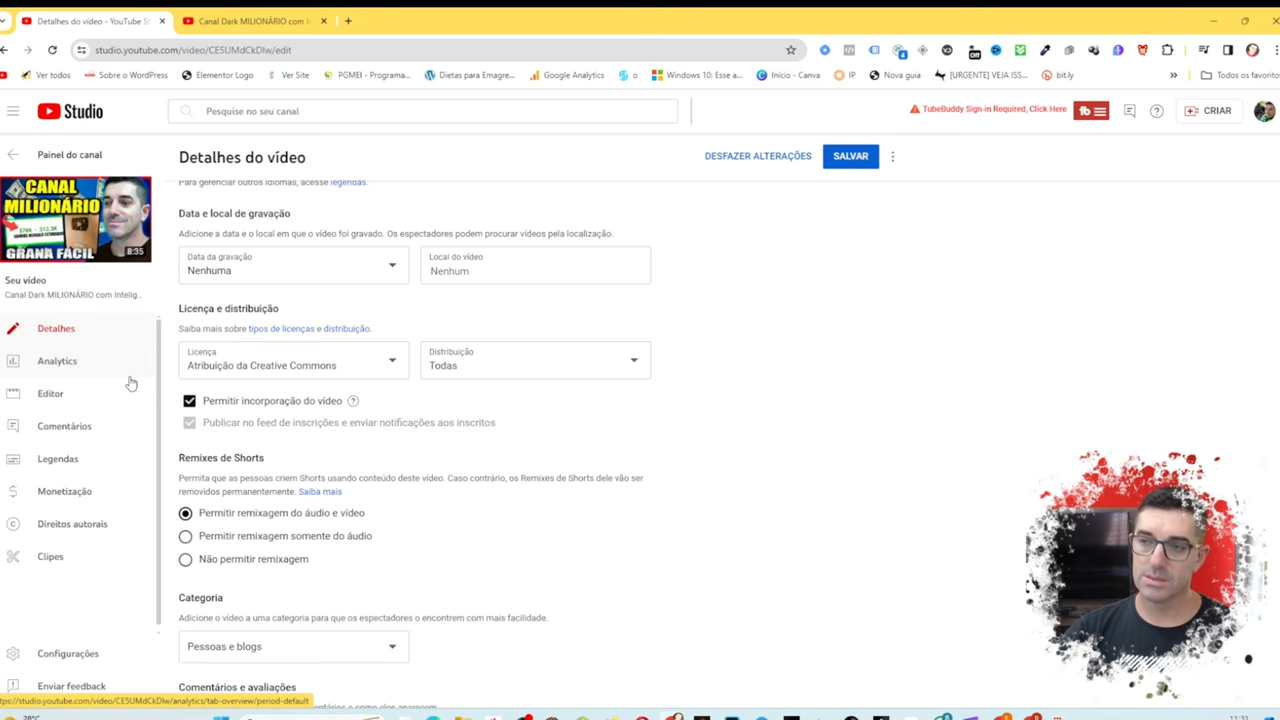 Detalhes do vídeo - YouTube St
Canal Dark MILIONÁRIO com In
studio.youtube.com/video/CE5UMdCkDIw/edit
Ver todos
Sobre o WordPress
Elementor Logo
Ver Site
PGMEI - Programa...
Dietas para Emagre...
Google Analytics
o
Windows 10: Esse a...
Início - Canva
IP
Nova guia
[URGENTE] VEJA ISS...
bit.ly
»
Todos os favoritos
Studio
Pesquise no seu canal
TubeBuddy Sign-in Required, Click Here
tb
CRIAR
Painel do canal
Detalhes do vídeo
DESFAZER ALTERAÇÕES
SALVAR
CANAL
MILIONÁRIO
GRANA FÁCIL
8:35
Seu vídeo
Canal Dark MILIONÁRIO com Intelig...
Detalhes
Analytics
Editor
Comentários
Legendas
Monetização
Direitos autorais
Clipes
Configurações
Enviar feedback
Para gerenciar outros idiomas, acesse legendas.
Data e local de gravação
Adicione a data e o local em que o vídeo foi gravado. Os espectadores podem procurar vídeos pela localização.
Data da gravação
Nenhuma
Local do vídeo
Nenhum
Licença e distribuição
Saiba mais sobre tipos de licenças e distribuição.
Licença
Atribuição da Creative Commons
Distribuição
Todas
Permitir incorporação do vídeo
Publicar no feed de inscrições e enviar notificações aos inscritos
Remixes de Shorts
Permita que as pessoas criem Shorts usando conteúdo deste vídeo. Caso contrário, os Remixes de Shorts dele vão ser
removidos permanentemente. Saiba mais
Permitir remixagem do áudio e vídeo
Permitir remixagem somente do áudio
Não permitir remixagem
Categoria
Adicione o vídeo a uma categoria para que os espectadores o encontrem com mais facilidade.
Pessoas e blogs
Comentários e avaliações
ttps://studio.youtube.com/video/CE5UMdCkDIw/analytics/tab-overview/period-default
28°C
11:31